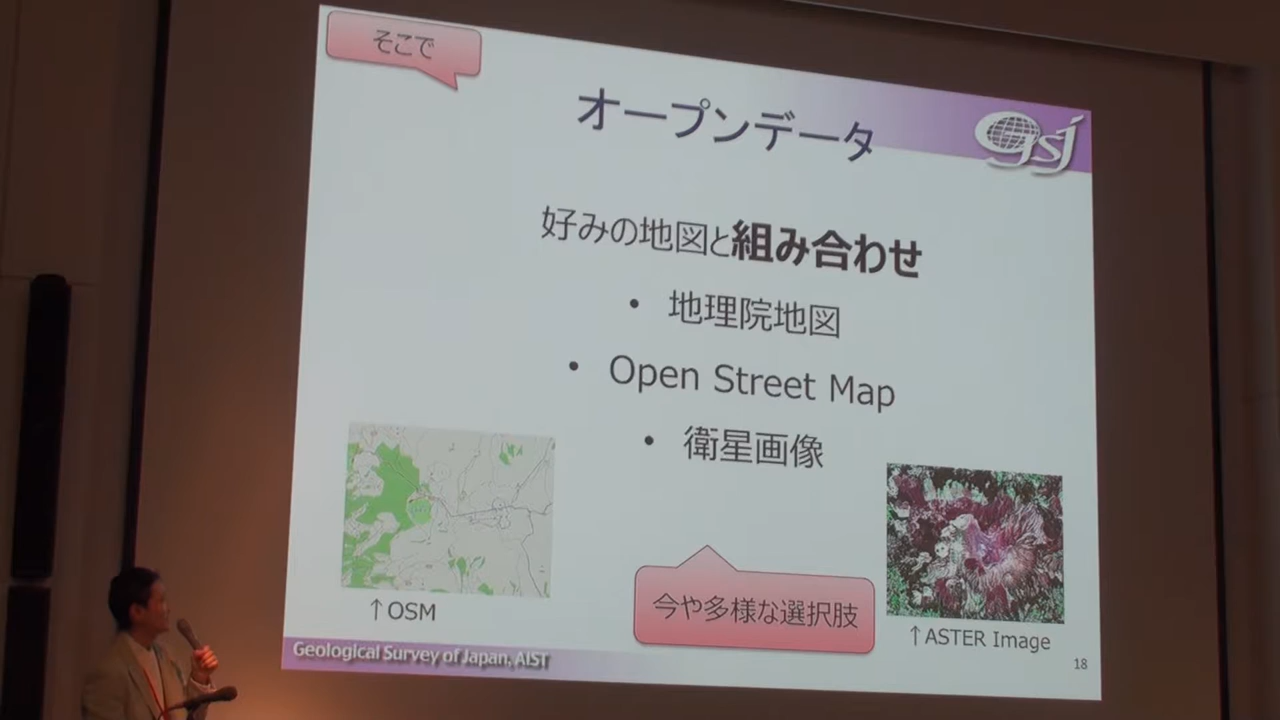 そこで
オープンデータ
GSJ
好みの地図と組み合わせ
• 地理院地図
• Open Street Map
• 衛星画像
今や多様な選択肢
↑OSM
↑ASTER Image
Geological Survey of Japan, AIST
18